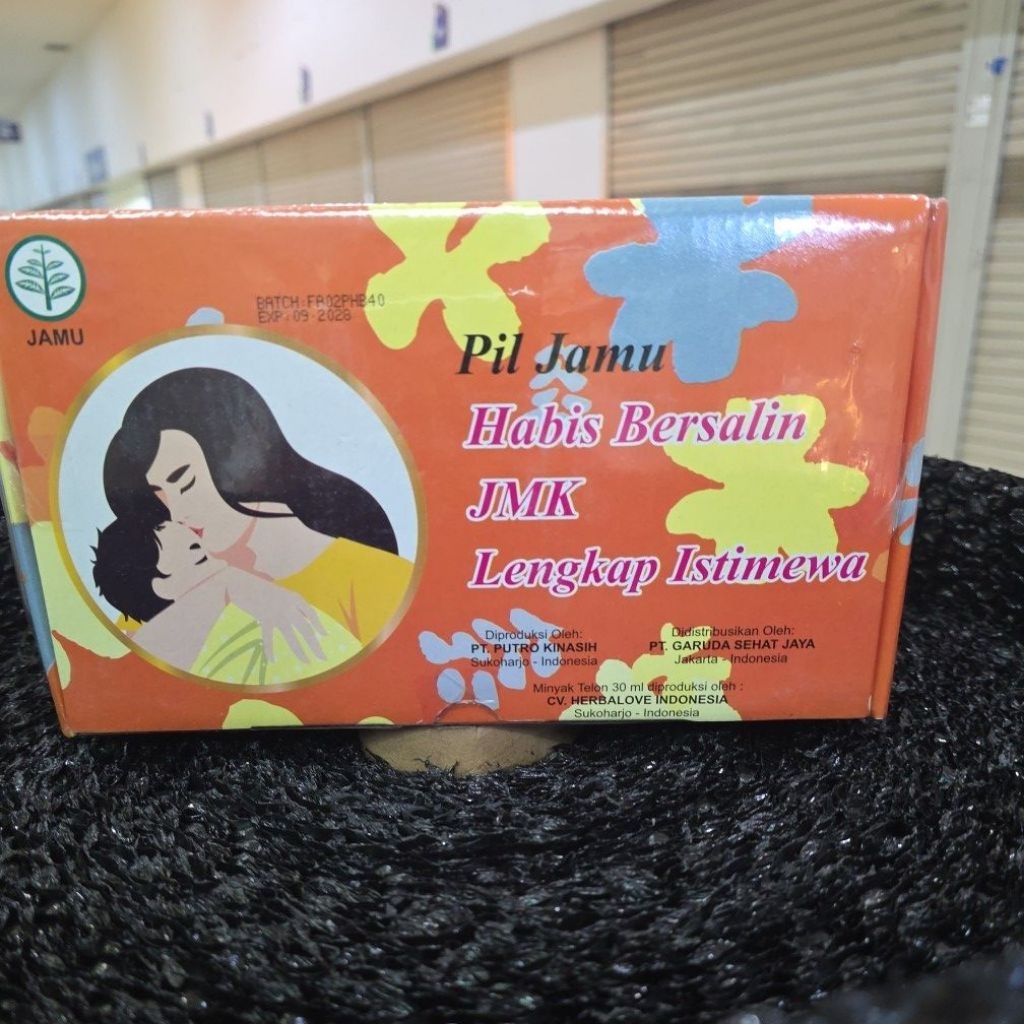 JAMU
BATCH:FA02PHB40
EXP:09 2028
Pil Jamu
Habis Bersalin
JMK
Lengkap Istimewa
Diproduksi Oleh:
PT. PUTRO KINASIH
Sukoharjo - Indonesia
Didistribusikan Oleh:
PT. GARUDA SEHAT JAYA
Jakarta - Indonesia
Minyak Telon 30 ml diproduksi oleh :
CV. HERBALOVE INDONESIA
Sukoharjo - Indonesia